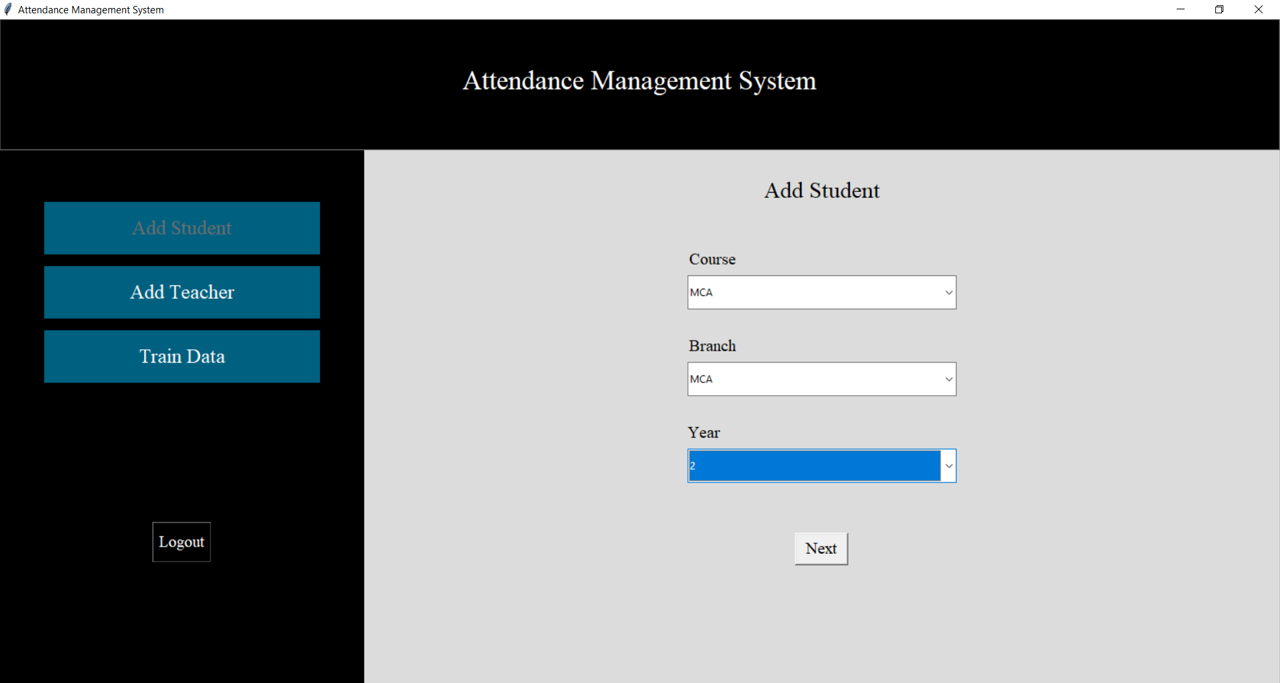 Attendance Management System
Attendance Management System
Add Student
Add Teacher
Train Data
Logout
Add Student
Course
MCA
Branch
MCA
Year
2
Next